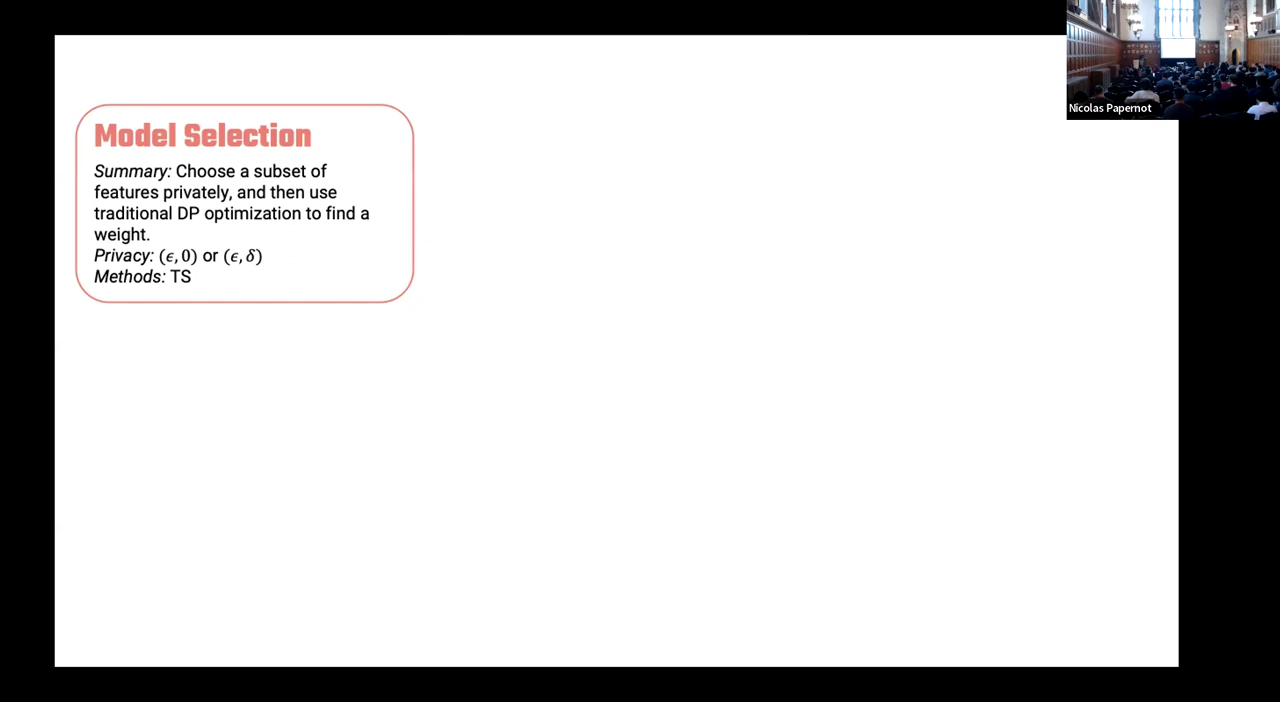 Nicolas Papernot
Model Selection
Summary: Choose a subset of
features privately, and then use
traditional DP optimization to find a
weight.
Privacy: (ϵ, 0) or (ϵ, δ)
Methods: TS